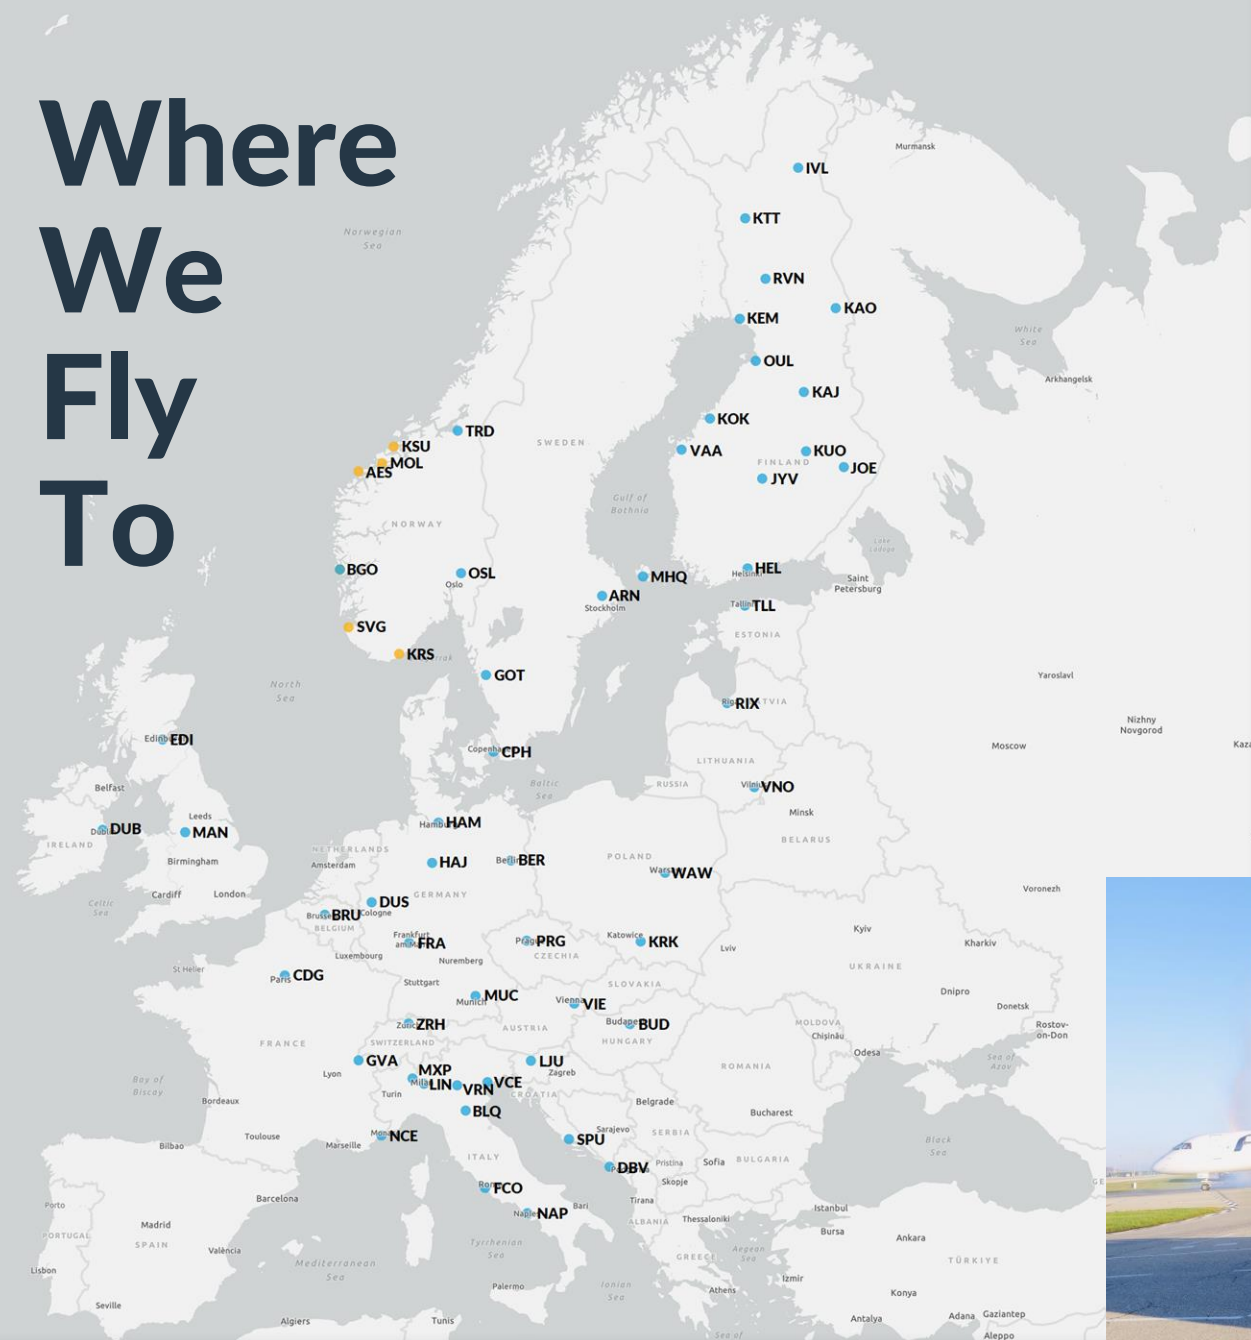 Where
We
Fly
To
Murmansk
IVL
KTT
Norwegian
Sea
RVN
KAO
KEM
White
Sea
OUL
Arkhangelsk
KAJ
KOK
TRD
KSU
SWEDEN
VAA
KUO
MOL
FINLAND
AES
JOE
JYV
Gulf of
Bothnia
NORWAY
Lake
Ladoga
BGO
OSL
Oslo
MHQ
HEL
Helsinki
Saint
Petersburg
ARN
Stockholm
TLL
ESTONIA
SVG
KRS
GOT
North
Sea
Yaroslavl
RIX
Nizhny
Novgorod
EDI
Moscow
CPH
LITHUANIA
Baltic
Sea
RUSSIA
VNO
Belfast
Minsk
Leeds
HAM
DUB
MAN
IRELAND
BELARUS
NETHERLANDS
Amsterdam
Birmingham
HAJ
BER
POLAND
WAW
Cardiff
London
GERMANY
Voronezh
Celtic
Sea
DUS
BRU
Cologne
BELGIUM
Kyiv
Frankfurt
FRA
PRG
CZECHIA
Katowice
KRK
Lviv
Kharkiv
Luxembourg
Nuremberg
UKRAINE
St Helier
CDG
Paris
Stuttgart
SLOVAKIA
MUC
Munich
VIE
Dnipro
Donetsk
ZRH
BUD
AUSTRIA
HUNGARY
MOLDOVA
Chișinău
Rostov-
on-Don
FRANCE
SWITZERLAND
Odesa
GVA
LJU
Zagreb
Sea of
Azov
Lyon
MXP
LIN
VRN
VCE
CROATIA
ROMANIA
Bay of
Biscay
Turin
Bordeaux
Belgrade
Bucharest
BLQ
Toulouse
NCE
Marseille
Bilbao
SPU
Sarajevo
SERBIA
Black
Sea
ITALY
DBV
Pristina
Sofia
BULGARIA
Skopje
FCO
Barcelona
Tirana
Porto
NAP
Bari
Istanbul
Madrid
ALBANIA
Thessaloniki
Bursa
PORTUGAL
SPAIN
València
Tyrrhenian
Sea
GREECE
Aegean
Sea
Ankara
TÜRKIYE
Lisbon
Mediterranean
Sea
Izmir
Palermo
Ionian
Sea
Athens
Konya
Seville
Algiers
Tunis
Antalya
Adana
Gaziantep
Sea of
Aleppo